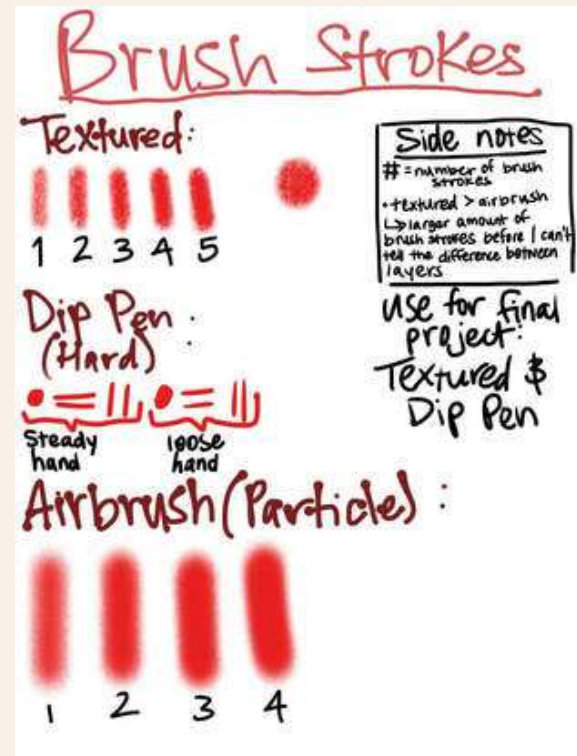 Brush Strokes
Textured:
1 2 3 4 5
Side notes
# = number of brush
strokes
• textured > airbrush
↳ larger amount of
brush strokes before I can't
tell the difference between
layers
Dip Pen :
(Hard)
Steady
hand
loose
hand
use for final
project:
Textured &
Dip Pen
Airbrush (Particle) :
1 2 3 4